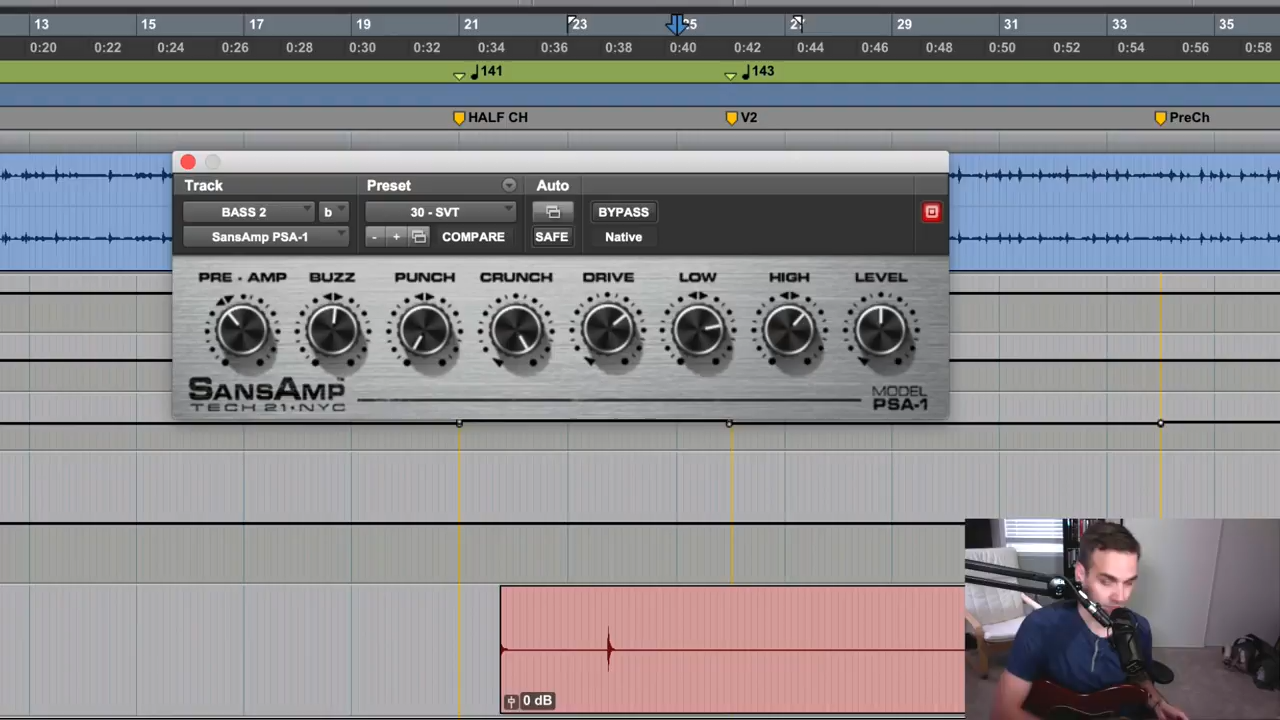 13 15 17 19 21 23 25 27 29 31 33 35
0:20 0:22 0:24 0:26 0:28 0:30 0:32 0:34 0:36 0:38 0:40 0:42 0:44 0:46 0:48 0:50 0:52 0:54 0:56 0:58
141 143
HALF CH V2 PreCh
Track Preset Auto
BASS 2 b 30 - SVT BYPASS
SansAmp PSA-1 - + COMPARE SAFE Native
PRE - AMP BUZZ PUNCH CRUNCH DRIVE LOW HIGH LEVEL
SANSAMP™ MODEL
TECH 21•NYC PSA-1
0 dB